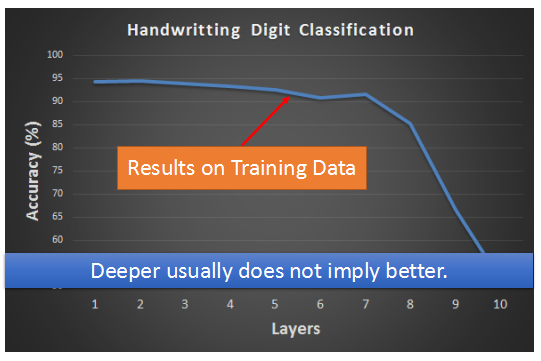 Handwritting Digit Classification
Accuracy (%)
100
95
90
85
80
75
70
65
60
Results on Training Data
Deeper usually does not imply better.
1 2 3 4 5 6 7 8 9 10
Layers